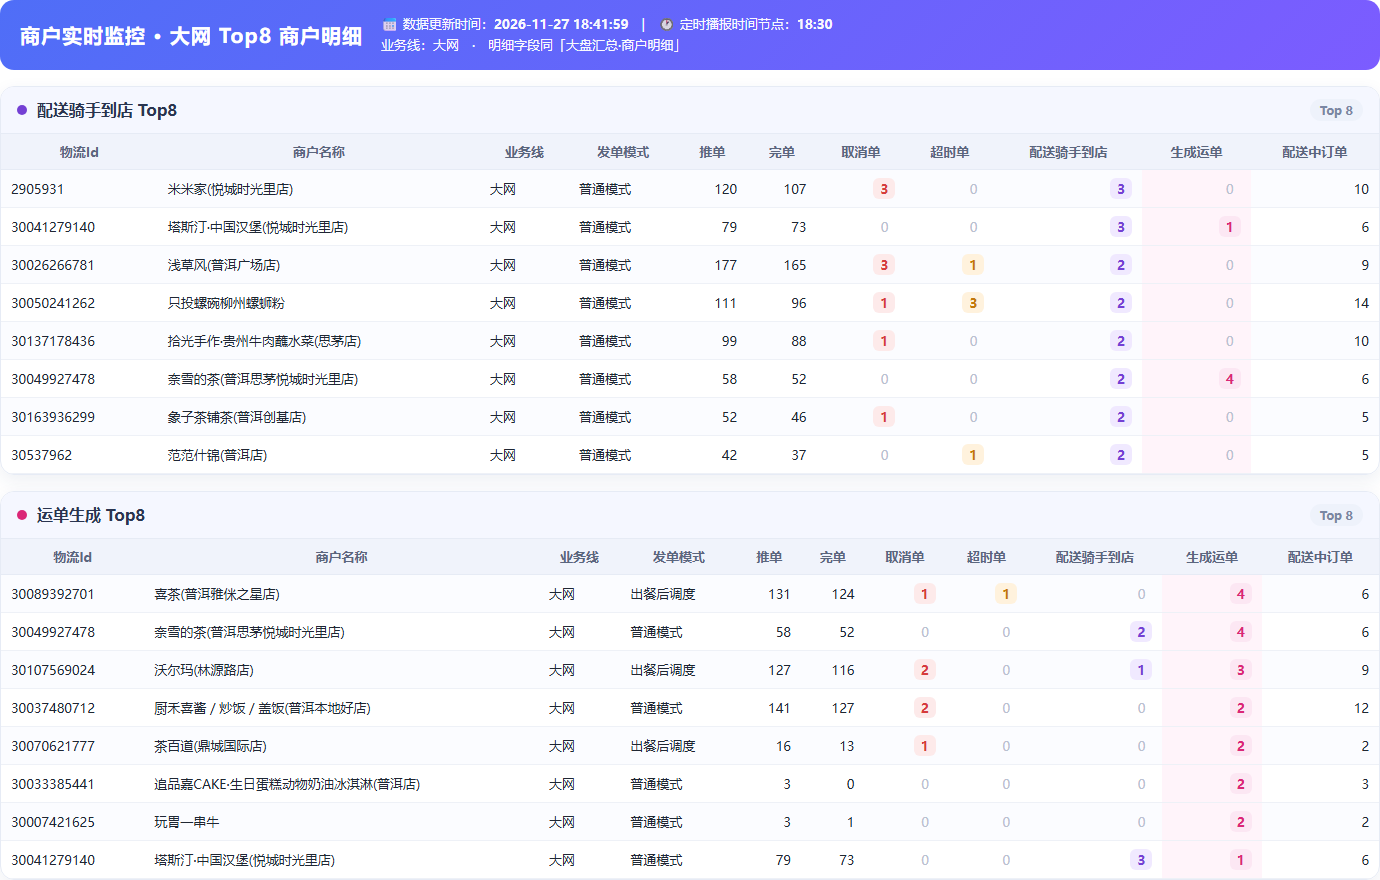 商户实时监控 · 大网 Top8 商户明细
数据更新时间：2026-11-27 18:41:59 | 定时播报时间节点：18:30
业务线：大网 · 明细字段同「大盘汇总·商户明细」
配送骑手到店 Top8 Top 8
物流Id 商户名称 业务线 发单模式 推单 完单 取消单 超时单 配送骑手到店 生成运单 配送中订单
2905931 米米家(悦城时光里店) 大网 普通模式 120 107 3 0 3 0 10
30041279140 塔斯汀·中国汉堡(悦城时光里店) 大网 普通模式 79 73 0 0 3 1 6
30026266781 浅草风(普洱广场店) 大网 普通模式 177 165 3 1 2 0 9
30050241262 只投螺碗柳州螺蛳粉 大网 普通模式 111 96 1 3 2 0 14
30137178436 拾光手作·贵州牛肉蘸水菜(思茅店) 大网 普通模式 99 88 1 0 2 0 10
30049927478 奈雪的茶(普洱思茅悦城时光里店) 大网 普通模式 58 52 0 0 2 4 6
30163936299 象子茶铺茶(普洱创基店) 大网 普通模式 52 46 1 0 2 0 5
30537962 范范什锦(普洱店) 大网 普通模式 42 37 0 1 2 0 5
运单生成 Top8 Top 8
物流Id 商户名称 业务线 发单模式 推单 完单 取消单 超时单 配送骑手到店 生成运单 配送中订单
30089392701 喜茶(普洱雅侎之星店) 大网 出餐后调度 131 124 1 1 0 4 6
30049927478 奈雪的茶(普洱思茅悦城时光里店) 大网 普通模式 58 52 0 0 2 4 6
30107569024 沃尔玛(林源路店) 大网 出餐后调度 127 116 2 0 1 3 9
30037480712 厨禾喜酱 / 炒饭 / 盖饭(普洱本地好店) 大网 普通模式 141 127 2 0 0 2 12
30070621777 茶百道(鼎城国际店) 大网 出餐后调度 16 13 1 0 0 2 2
30033385441 追品嘉CAKE·生日蛋糕动物奶油冰淇淋(普洱店) 大网 普通模式 3 0 0 0 0 2 3
30007421625 玩胃一串牛 大网 普通模式 3 1 0 0 0 2 2
30041279140 塔斯汀·中国汉堡(悦城时光里店) 大网 普通模式 79 73 0 0 3 1 6